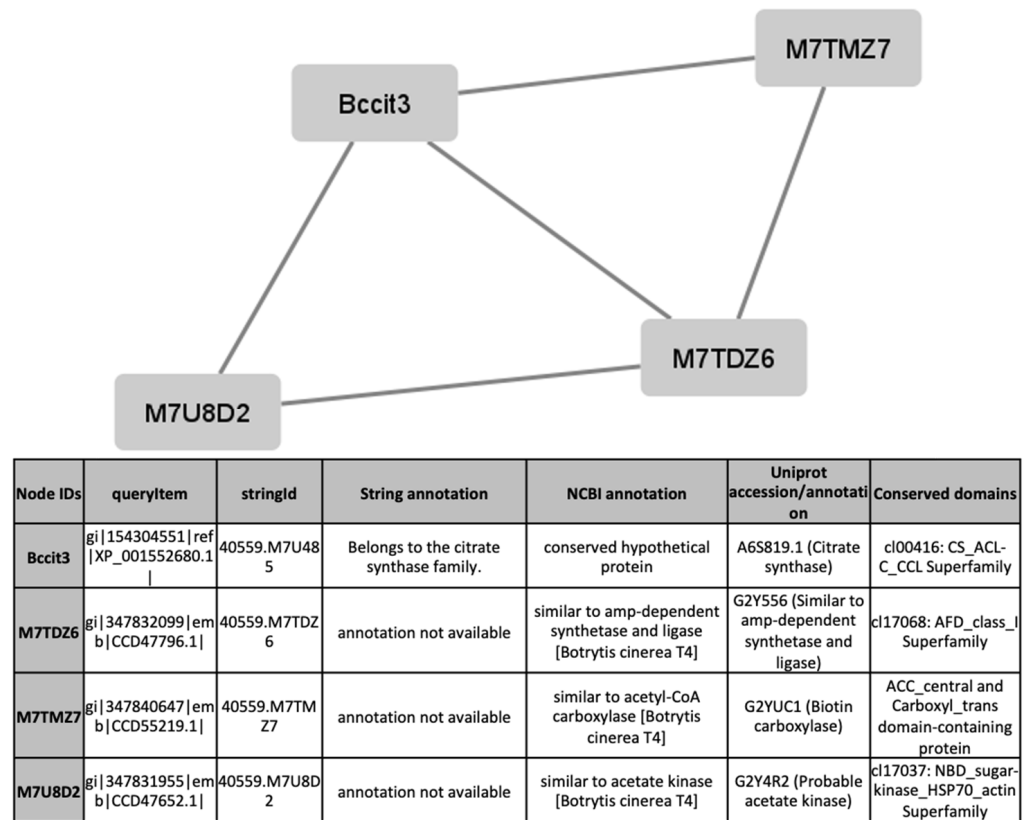 M7TMZ7
Bccit3
M7TDZ6
M7U8D2
Node IDs
queryItem
stringId
String annotation
NCBI annotation
Uniprot
accession/annotati
on
Conserved domains
Bccit3
gi|154304551|ref
|XP_001552680.1
|
40559.M7U48
5
Belongs to the citrate
synthase family.
conserved hypothetical
protein
A6S819.1 (Citrate
synthase)
cl00416: CS_ACL-
C_CCL Superfamily
M7TDZ6
gi|347832099|em
b|CCD47796.1|
40559.M7TDZ
6
annotation not available
similar to amp-dependent
synthetase and ligase
[Botrytis cinerea T4]
G2Y556 (Similar to
amp-dependent
synthetase and
ligase)
cl17068: AFD_class_I
Superfamily
M7TMZ7
gi|347840647|em
b|CCD55219.1|
40559.M7TM
Z7
annotation not available
similar to acetyl-CoA
carboxylase [Botrytis
cinerea T4]
G2YUC1 (Biotin
carboxylase)
ACC_central and
Carboxyl_trans
domain-containing
protein
M7U8D2
gi|347831955|em
b|CCD47652.1|
40559.M7U8D
2
annotation not available
similar to acetate kinase
[Botrytis cinerea T4]
G2Y4R2 (Probable
acetate kinase)
cl17037: NBD_sugar-
kinase_HSP70_actin
Superfamily